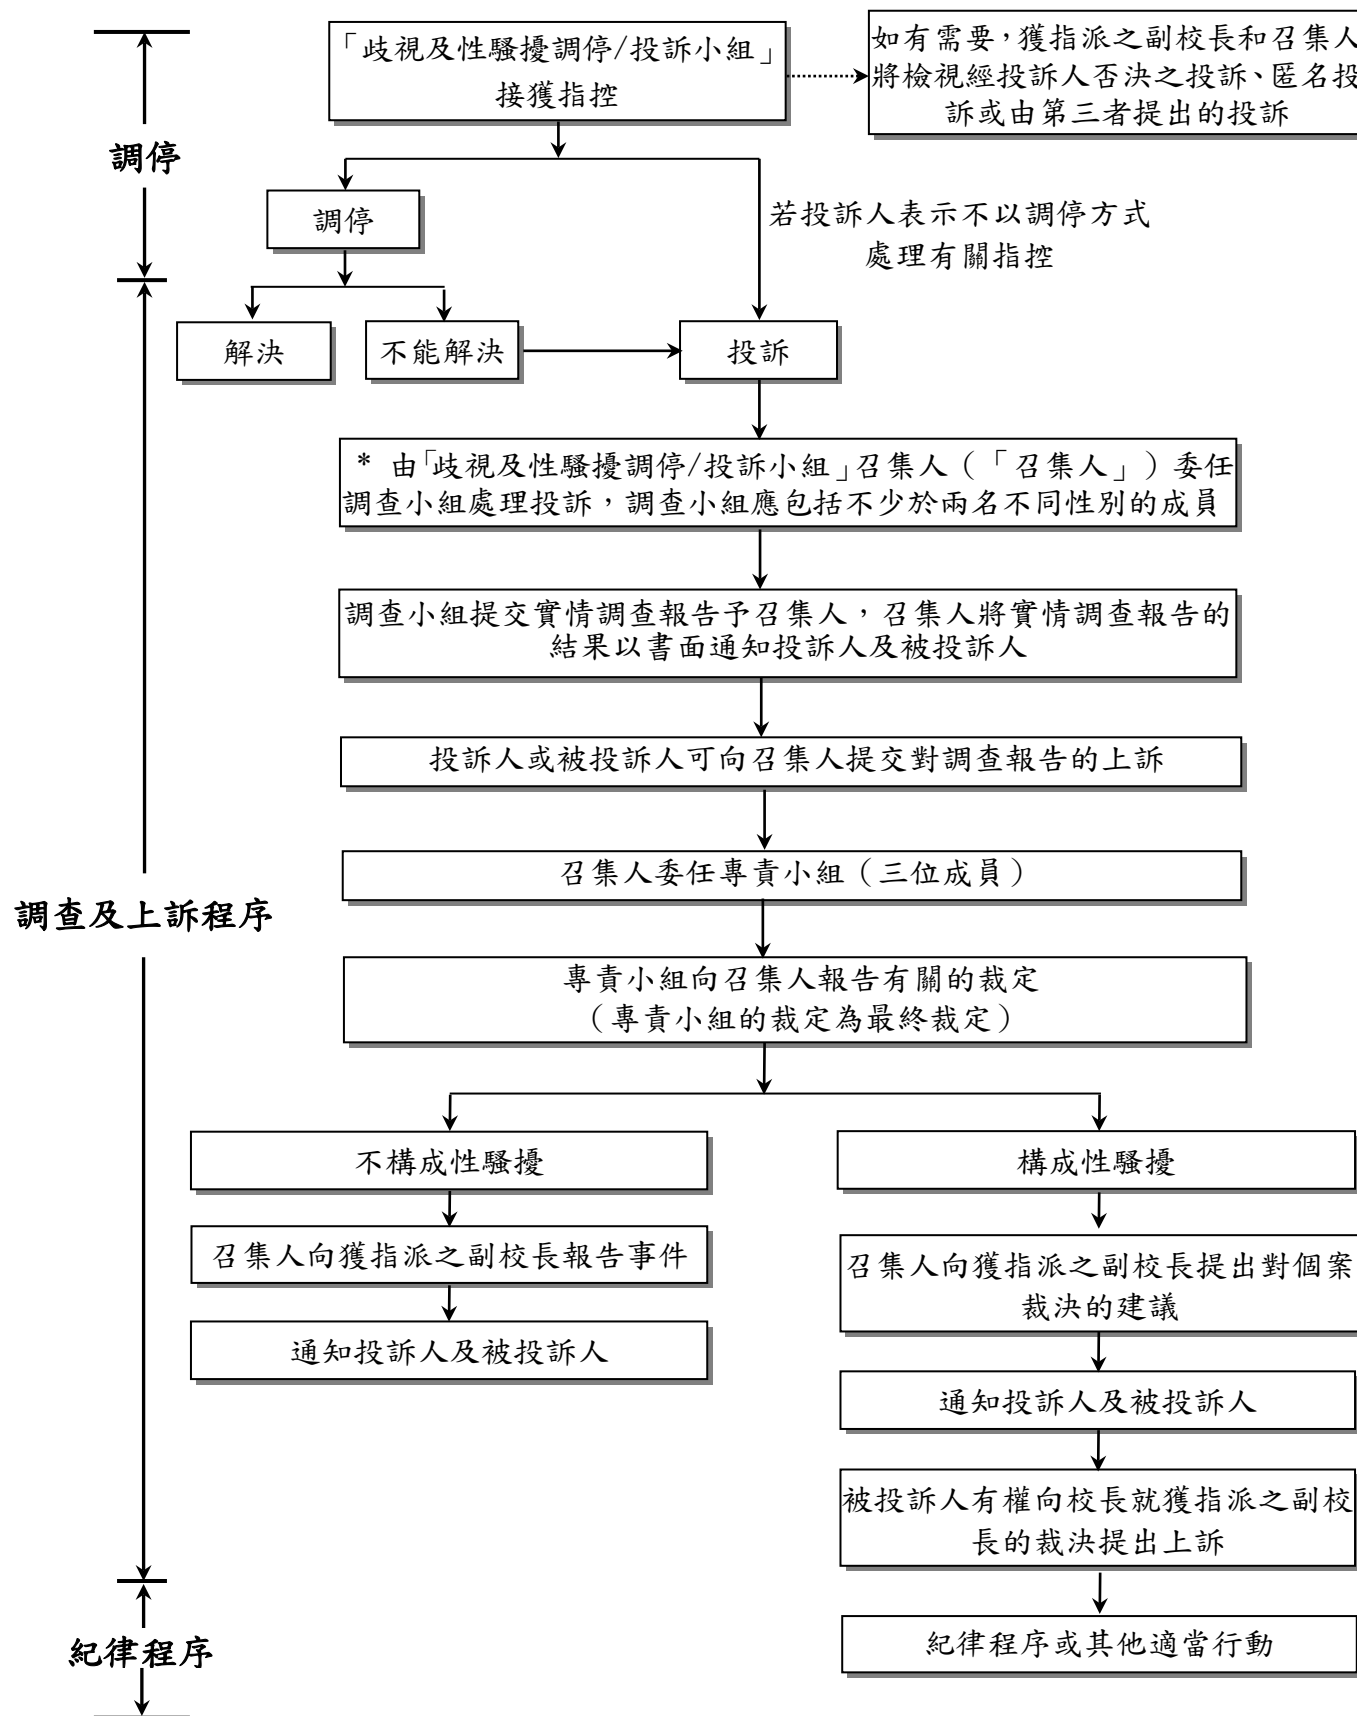 「歧視及性騷擾調停/投訴小組」
接獲指控
如有需要，獲指派之副校長和召集人
將檢視經投訴人否決之投訴、匿名投
訴或由第三者提出的投訴
調停
調停
若投訴人表示不以調停方式
處理有關指控
解決
不能解決
投訴
* 由「歧視及性騷擾調停/投訴小組」召集人（「召集人」）委任
調查小組處理投訴，調查小組應包括不少於兩名不同性別的成員
調查小組提交實情調查報告予召集人，召集人將實情調查報告的
結果以書面通知投訴人及被投訴人
投訴人或被投訴人可向召集人提交對調查報告的上訴
召集人委任專責小組（三位成員）
調查及上訴程序
專責小組向召集人報告有關的裁定
（專責小組的裁定為最終裁定）
不構成性騷擾
構成性騷擾
召集人向獲指派之副校長報告事件
召集人向獲指派之副校長提出對個案
裁決的建議
通知投訴人及被投訴人
通知投訴人及被投訴人
被投訴人有權向校長就獲指派之副校
長的裁決提出上訴
紀律程序
紀律程序或其他適當行動